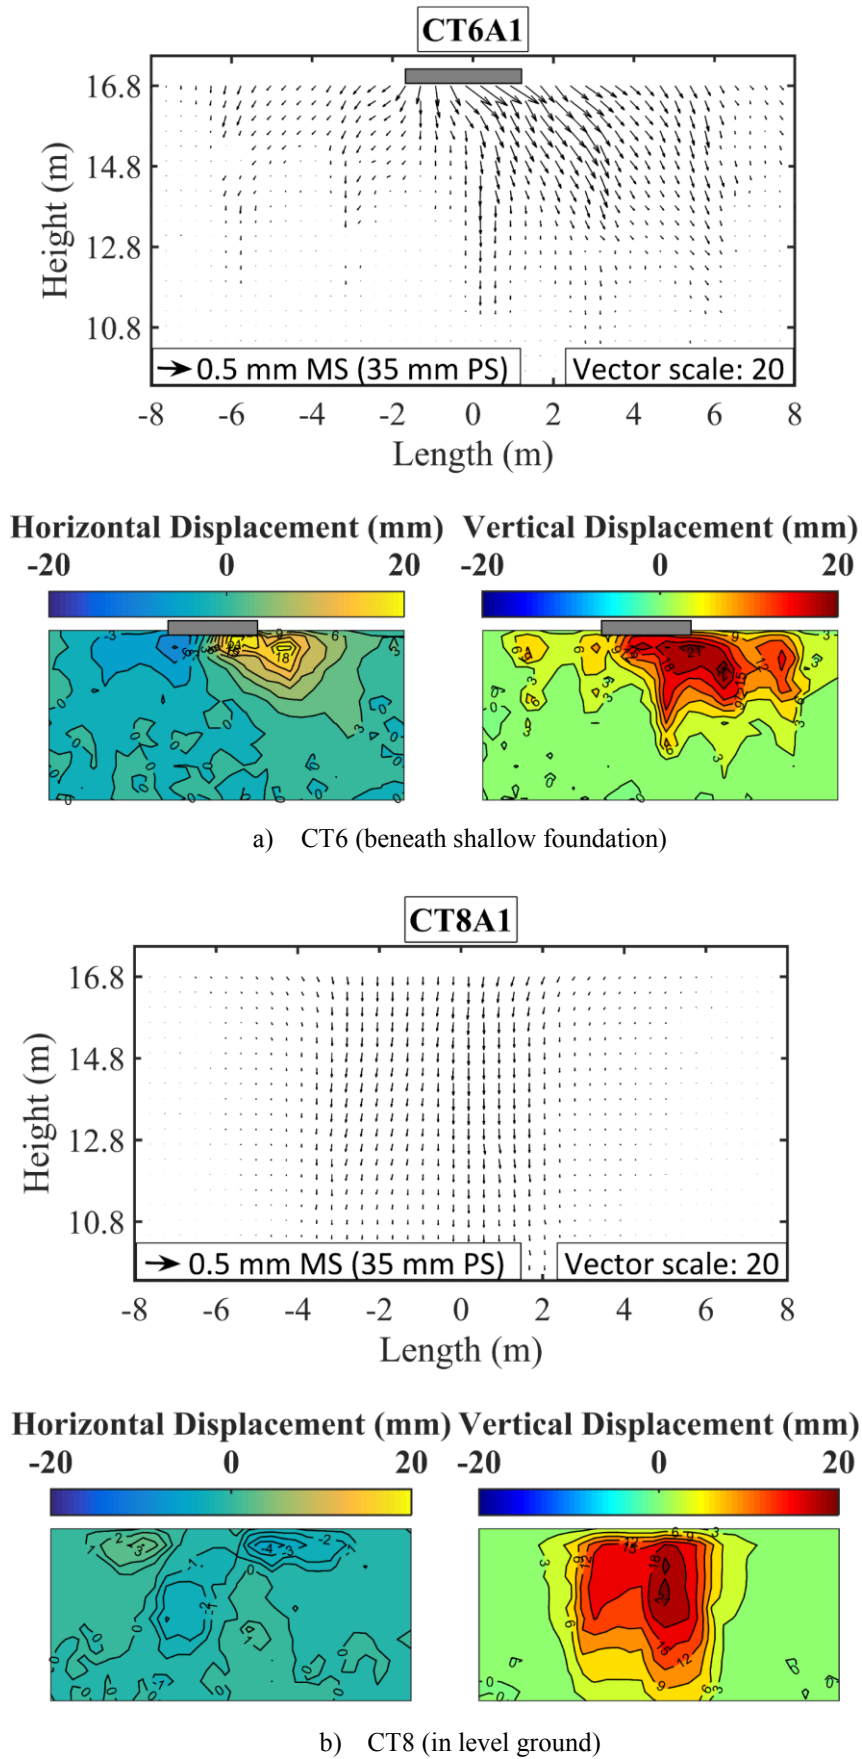 CT6A1
16.8
14.8
12.8
10.8
Height (m)
0.5 mm MS (35 mm PS)
Vector scale: 20
-8 -6 -4 -2 0 2 4 6 8
Length (m)
Horizontal Displacement (mm) Vertical Displacement (mm)
-20 0 20 -20 0 20
a) CT6 (beneath shallow foundation)
CT8A1
16.8
14.8
12.8
10.8
Height (m)
0.5 mm MS (35 mm PS)
Vector scale: 20
-8 -6 -4 -2 0 2 4 6 8
Length (m)
Horizontal Displacement (mm) Vertical Displacement (mm)
-20 0 20 -20 0 20
b) CT8 (in level ground)